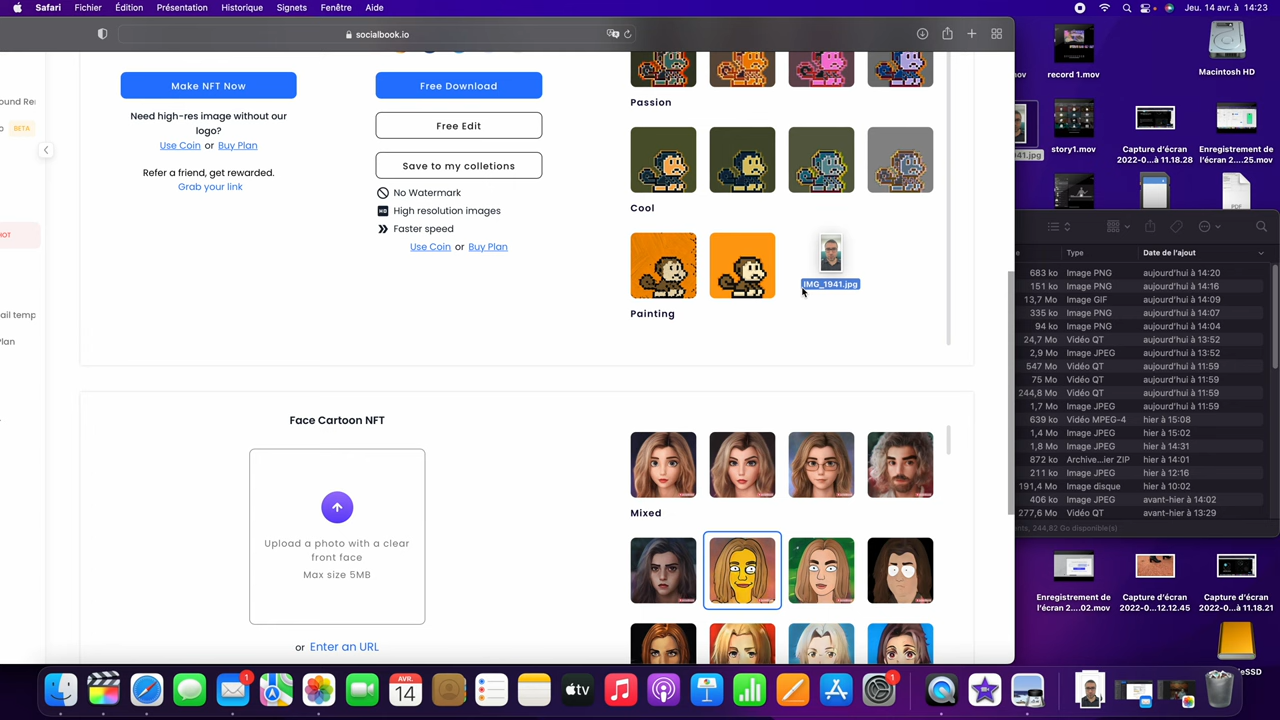 Safari Fichier Édition Présentation Historique Signets Fenêtre Aide
Jeu. 14 avr. à 14:23
socialbook.io
Make NFT Now
Need high-res image without our
logo?
Use Coin or Buy Plan
Refer a friend, get rewarded.
Grab your link
BETA
Free Download
Free Edit
Save to my colletions
No Watermark
HD High resolution images
Faster speed
Use Coin or Buy Plan
Passion
Cool
IMG_1941.jpg
Painting
Face Cartoon NFT
Upload a photo with a clear
front face
Max size 5MB
or Enter an URL
Mixed
record 1.mov
Macintosh HD
story1.mov
Capture d'écran
2022-0...à 11.18.28
Enregistrement de
l'écran 2....25.mov
Type Date de l'ajout
683 ko Image PNG aujourd'hui à 14:20
151 ko Image PNG aujourd'hui à 14:16
13,7 Mo Image GIF aujourd'hui à 14:09
335 ko Image PNG aujourd'hui à 14:07
94 ko Image PNG aujourd'hui à 14:04
24,7 Mo Vidéo QT aujourd'hui à 13:52
2,9 Mo Image JPEG aujourd'hui à 13:52
547 Mo Vidéo QT aujourd'hui à 11:59
75 Mo Vidéo QT aujourd'hui à 11:59
244,8 Mo Vidéo QT aujourd'hui à 11:59
1,7 Mo Image JPEG aujourd'hui à 11:59
639 ko Vidéo MPEG-4 hier à 15:08
1,4 Mo Image JPEG hier à 15:02
1,8 Mo Image JPEG hier à 14:31
872 ko Archive...ier ZIP hier à 14:01
211 ko Image JPEG hier à 12:16
191,4 Mo Image disque hier à 10:02
406 ko Image JPEG avant-hier à 14:02
277,6 Mo Vidéo QT avant-hier à 13:29
244,82 Go disponible(s)
Enregistrement de
l'écran 2....02.mov
Capture d'écran
2022-0...12.12.45
Capture d'écran
2022-0...à 11.18.21
AVR.
14